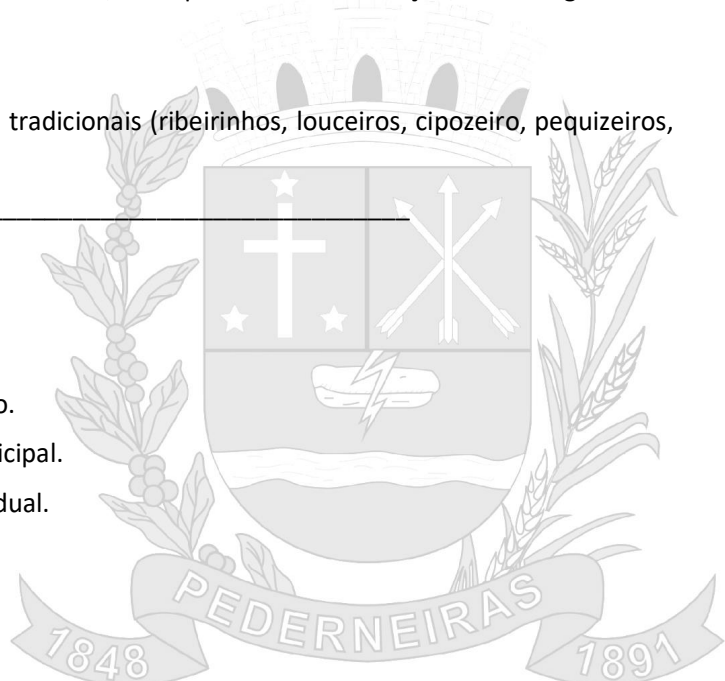 tradicionais (ribeirinhos, louceiros, cipozeiro, pequizeiros,
o.
icipal.
dual.
PEDERNEIRAS
1848
1891